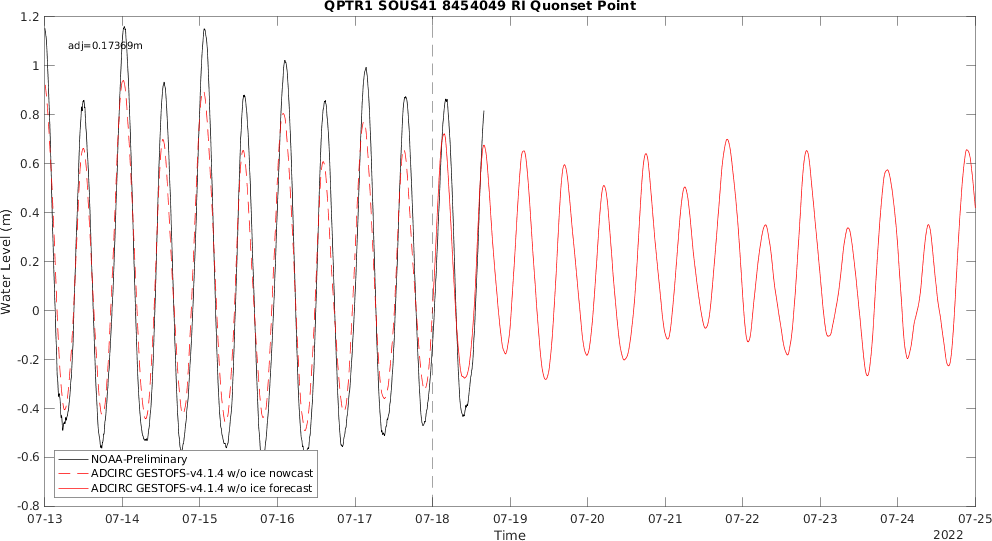 QPTR1 SOUS41 8454049 RI Quonset Point
adj=0.17369m
Water Level (m)
1.2
1
0.8
0.6
0.4
0.2
0
-0.2
-0.4
-0.6
-0.8
NOAA-Preliminary
ADCIRC GESTOFS-v4.1.4 w/o ice nowcast
ADCIRC GESTOFS-v4.1.4 w/o ice forecast
07-13 07-14 07-15 07-16 07-17 07-18 07-19 07-20 07-21 07-22 07-23 07-24 07-25
Time
2022